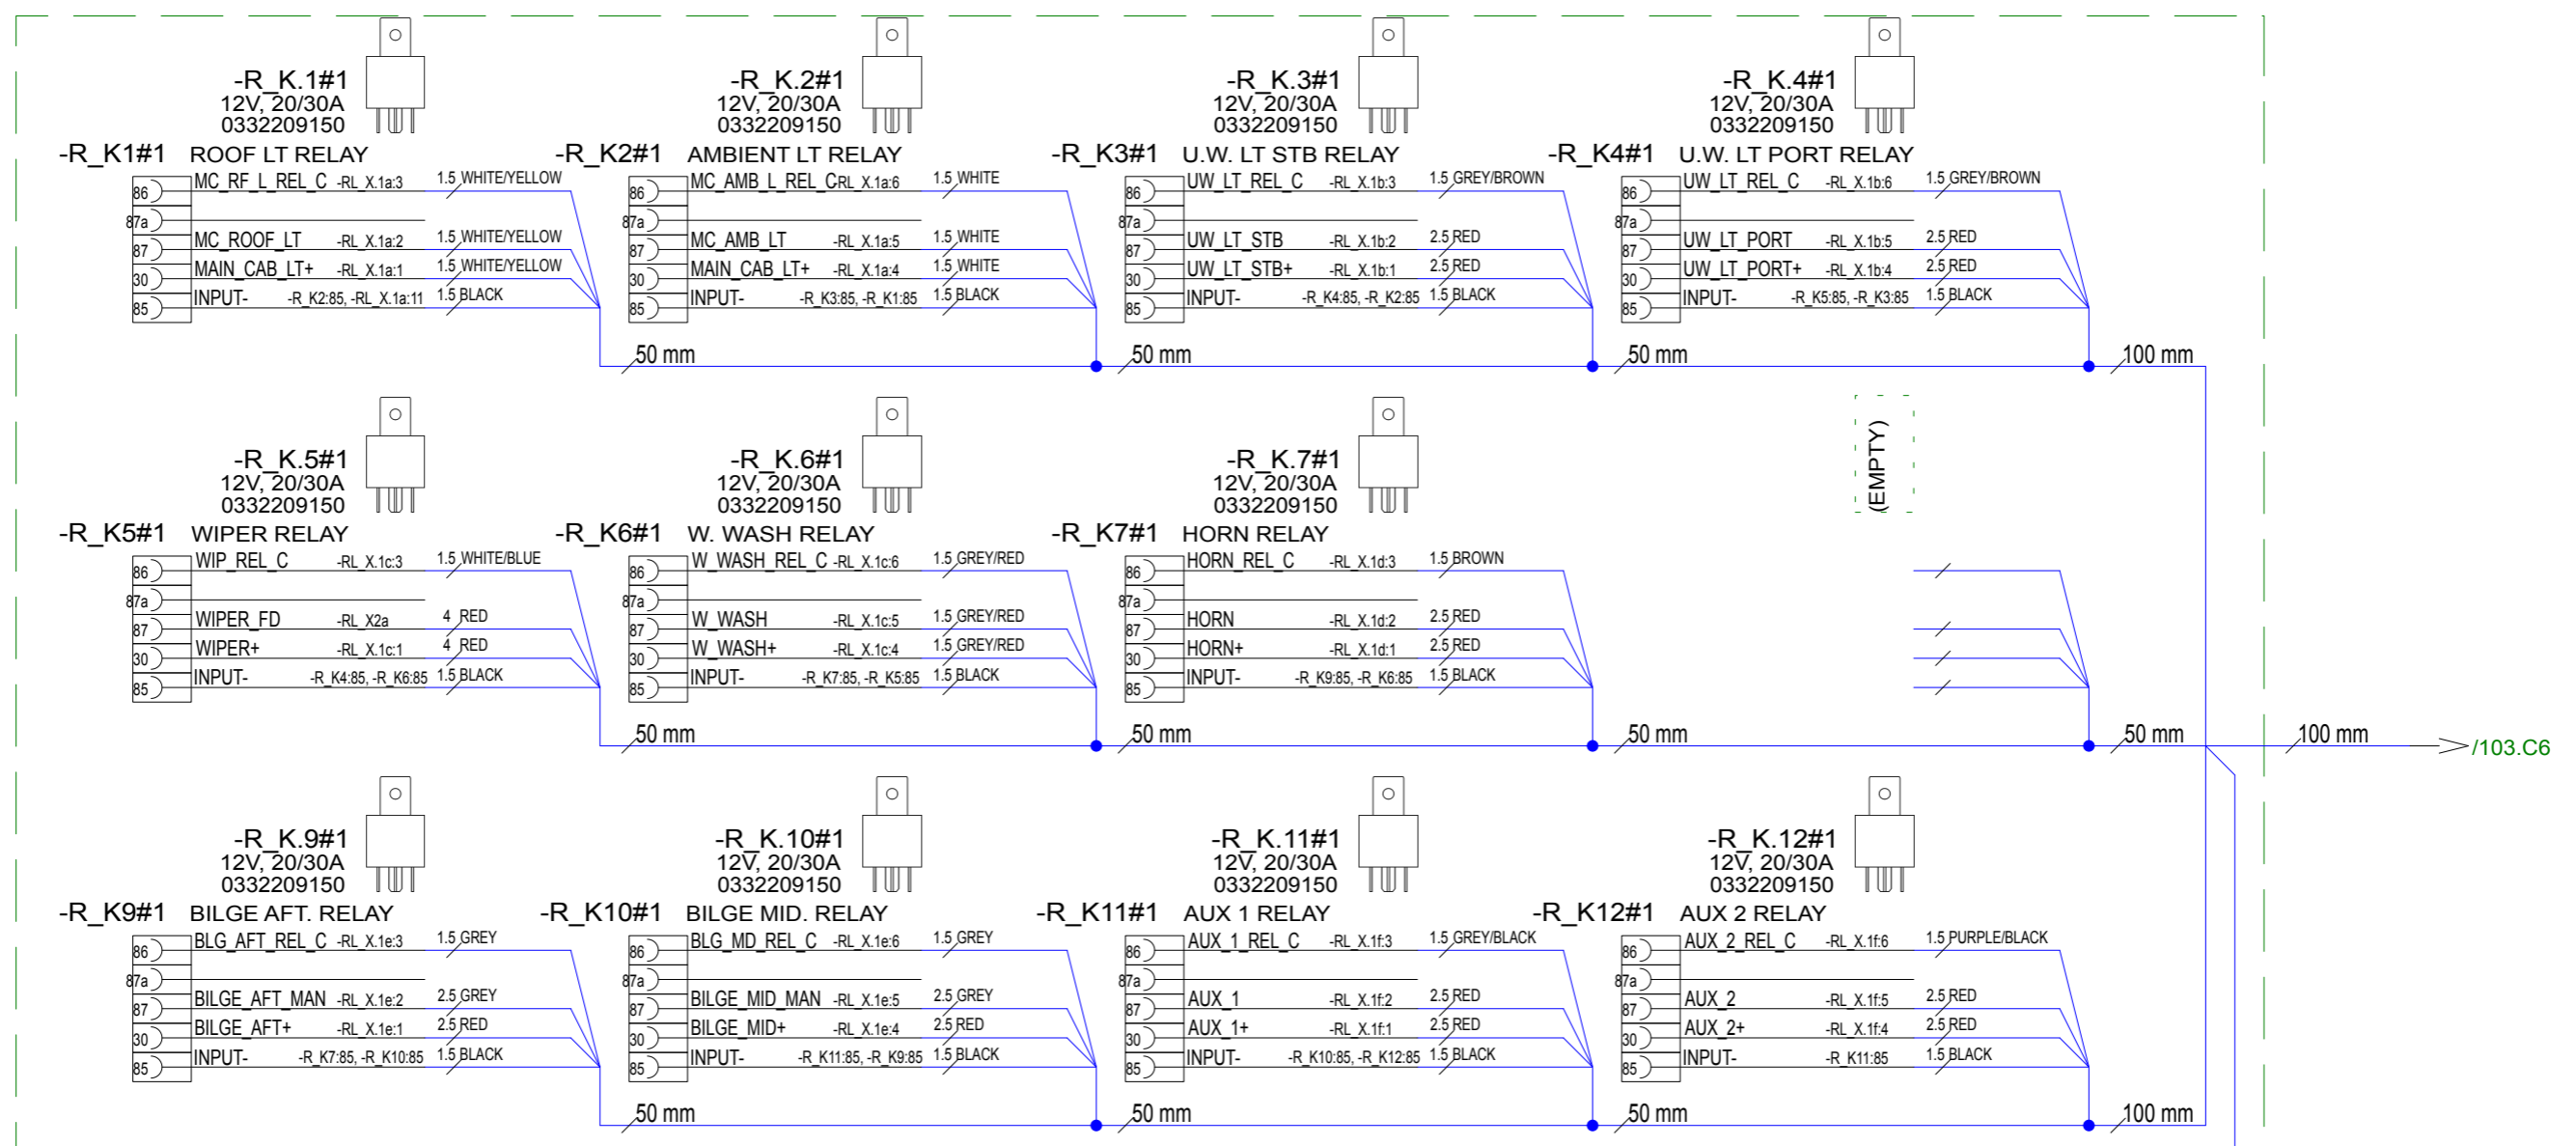 -R_K.1#1
12V, 20/30A
0332209150
-R_K1#1 ROOF LT RELAY
86 MC_RF_L_REL_C -RL_X.1a:3 1.5 WHITE/YELLOW
87a
87 MC_ROOF_LT -RL_X.1a:2 1.5 WHITE/YELLOW
30 MAIN_CAB_LT+ -RL_X.1a:1 1.5 WHITE/YELLOW
85 INPUT- -R_K2:85, -RL_X.1a:11 1.5 BLACK
50 mm
-R_K.2#1
12V, 20/30A
0332209150
-R_K2#1 AMBIENT LT RELAY
86 MC_AMB_L_REL_C -RL_X.1a:6 1.5 WHITE
87a
87 MC_AMB_LT -RL_X.1a:5 1.5 WHITE
30 MAIN_CAB_LT+ -RL_X.1a:4 1.5 WHITE
85 INPUT- -R_K3:85, -R_K1:85 1.5 BLACK
50 mm
-R_K.3#1
12V, 20/30A
0332209150
-R_K3#1 U.W. LT STB RELAY
86 UW_LT_REL_C -RL_X.1b:3 1.5 GREY/BROWN
87a
87 UW_LT_STB -RL_X.1b:2 2.5 RED
30 UW_LT_STB+ -RL_X.1b:1 2.5 RED
85 INPUT- -R_K4:85, -R_K2:85 1.5 BLACK
50 mm
-R_K.4#1
12V, 20/30A
0332209150
-R_K4#1 U.W. LT PORT RELAY
86 UW_LT_REL_C -RL_X.1b:6 1.5 GREY/BROWN
87a
87 UW_LT_PORT -RL_X.1b:5 2.5 RED
30 UW_LT_PORT+ -RL_X.1b:4 2.5 RED
85 INPUT- -R_K5:85, -R_K3:85 1.5 BLACK
100 mm
-R_K.5#1
12V, 20/30A
0332209150
-R_K5#1 WIPER RELAY
86 WIP_REL_C -RL_X.1c:3 1.5 WHITE/BLUE
87a
87 WIPER_FD -RL_X2a 4 RED
30 WIPER+ -RL_X.1c:1 4 RED
85 INPUT- -R_K4:85, -R_K6:85 1.5 BLACK
50 mm
-R_K.6#1
12V, 20/30A
0332209150
-R_K6#1 W. WASH RELAY
86 W_WASH_REL_C -RL_X.1c:6 1.5 GREY/RED
87a
87 W_WASH -RL_X.1c:5 1.5 GREY/RED
30 W_WASH+ -RL_X.1c:4 1.5 GREY/RED
85 INPUT- -R_K7:85, -R_K5:85 1.5 BLACK
50 mm
-R_K.7#1
12V, 20/30A
0332209150
-R_K7#1 HORN RELAY
86 HORN_REL_C -RL_X.1d:3 1.5 BROWN
87a
87 HORN -RL_X.1d:2 2.5 RED
30 HORN+ -RL_X.1d:1 2.5 RED
85 INPUT- -R_K9:85, -R_K6:85 1.5 BLACK
50 mm
(EMPTY)
50 mm
100 mm
/103.C6
-R_K.9#1
12V, 20/30A
0332209150
-R_K9#1 BILGE AFT. RELAY
86 BLG_AFT_REL_C -RL_X.1e:3 1.5 GREY
87a
87 BILGE_AFT_MAN -RL_X.1e:2 2.5 GREY
30 BILGE_AFT+ -RL_X.1e:1 2.5 RED
85 INPUT- -R_K7:85, -R_K10:85 1.5 BLACK
50 mm
-R_K.10#1
12V, 20/30A
0332209150
-R_K10#1 BILGE MID. RELAY
86 BLG_MD_REL_C -RL_X.1e:6 1.5 GREY
87a
87 BILGE_MID_MAN -RL_X.1e:5 2.5 GREY
30 BILGE_MID+ -RL_X.1e:4 2.5 RED
85 INPUT- -R_K11:85, -R_K9:85 1.5 BLACK
50 mm
-R_K.11#1
12V, 20/30A
0332209150
-R_K11#1 AUX 1 RELAY
86 AUX_1_REL_C -RL_X.1f:3 1.5 GREY/BLACK
87a
87 AUX_1 -RL_X.1f:2 2.5 RED
30 AUX_1+ -RL_X.1f:1 2.5 RED
85 INPUT- -R_K10:85, -R_K12:85 1.5 BLACK
50 mm
-R_K.12#1
12V, 20/30A
0332209150
-R_K12#1 AUX 2 RELAY
86 AUX_2_REL_C -RL_X.1f:6 1.5 PURPLE/BLACK
87a
87 AUX_2 -RL_X.1f:5 2.5 RED
30 AUX_2+ -RL_X.1f:4 2.5 RED
85 INPUT- -R_K11:85 1.5 BLACK
100 mm